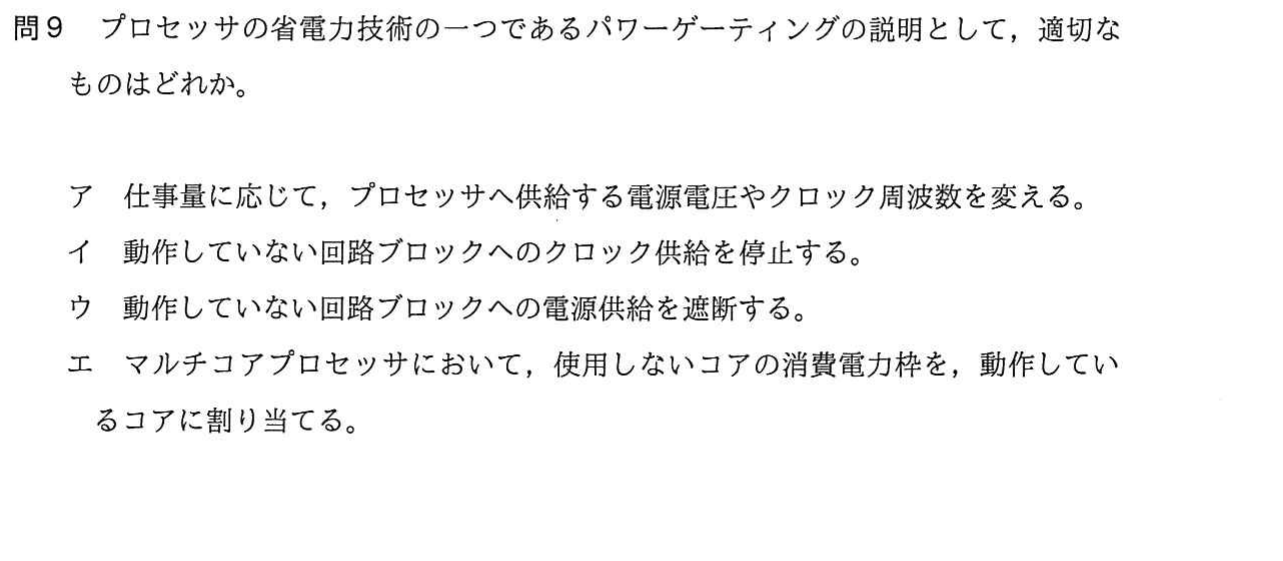 問9 プロセッサの省電力技術の一つであるパワーゲーティングの説明として，適切な
ものはどれか。
ア 仕事量に応じて，プロセッサへ供給する電源電圧やクロック周波数を変える。
イ 動作していない回路ブロックへのクロック供給を停止する。
ウ 動作していない回路ブロックへの電源供給を遮断する。
エ マルチコアプロセッサにおいて，使用しないコアの消費電力枠を，動作してい
るコアに割り当てる。